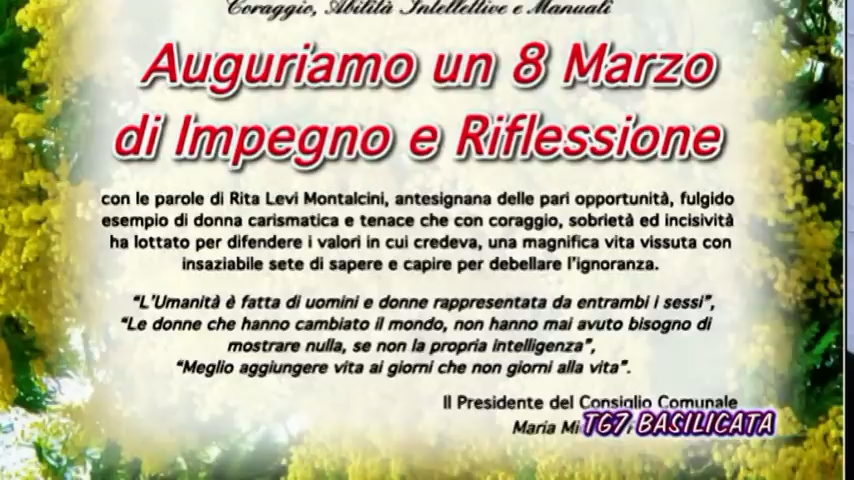 Coraggio, Abilità Intellettive e Manuali
Auguriamo un 8 Marzo
di Impegno e Riflessione
con le parole di Rita Levi Montalcini, antesignana delle pari opportunità, fulgido
esempio di donna carismatica e tenace che con coraggio, sobrietà ed incisività
ha lottato per difendere i valori in cui credeva, una magnifica vita vissuta con
insaziabile sete di sapere e capire per debellare l'ignoranza.
“L'Umanità è fatta di uomini e donne rappresentata da entrambi i sessi”,
“Le donne che hanno cambiato il mondo, non hanno mai avuto bisogno di
mostrare nulla, se non la propria intelligenza”,
“Meglio aggiungere vita ai giorni che non giorni alla vita”.
Il Presidente del Consiglio Comunale
Maria
TG7 BASILICATA